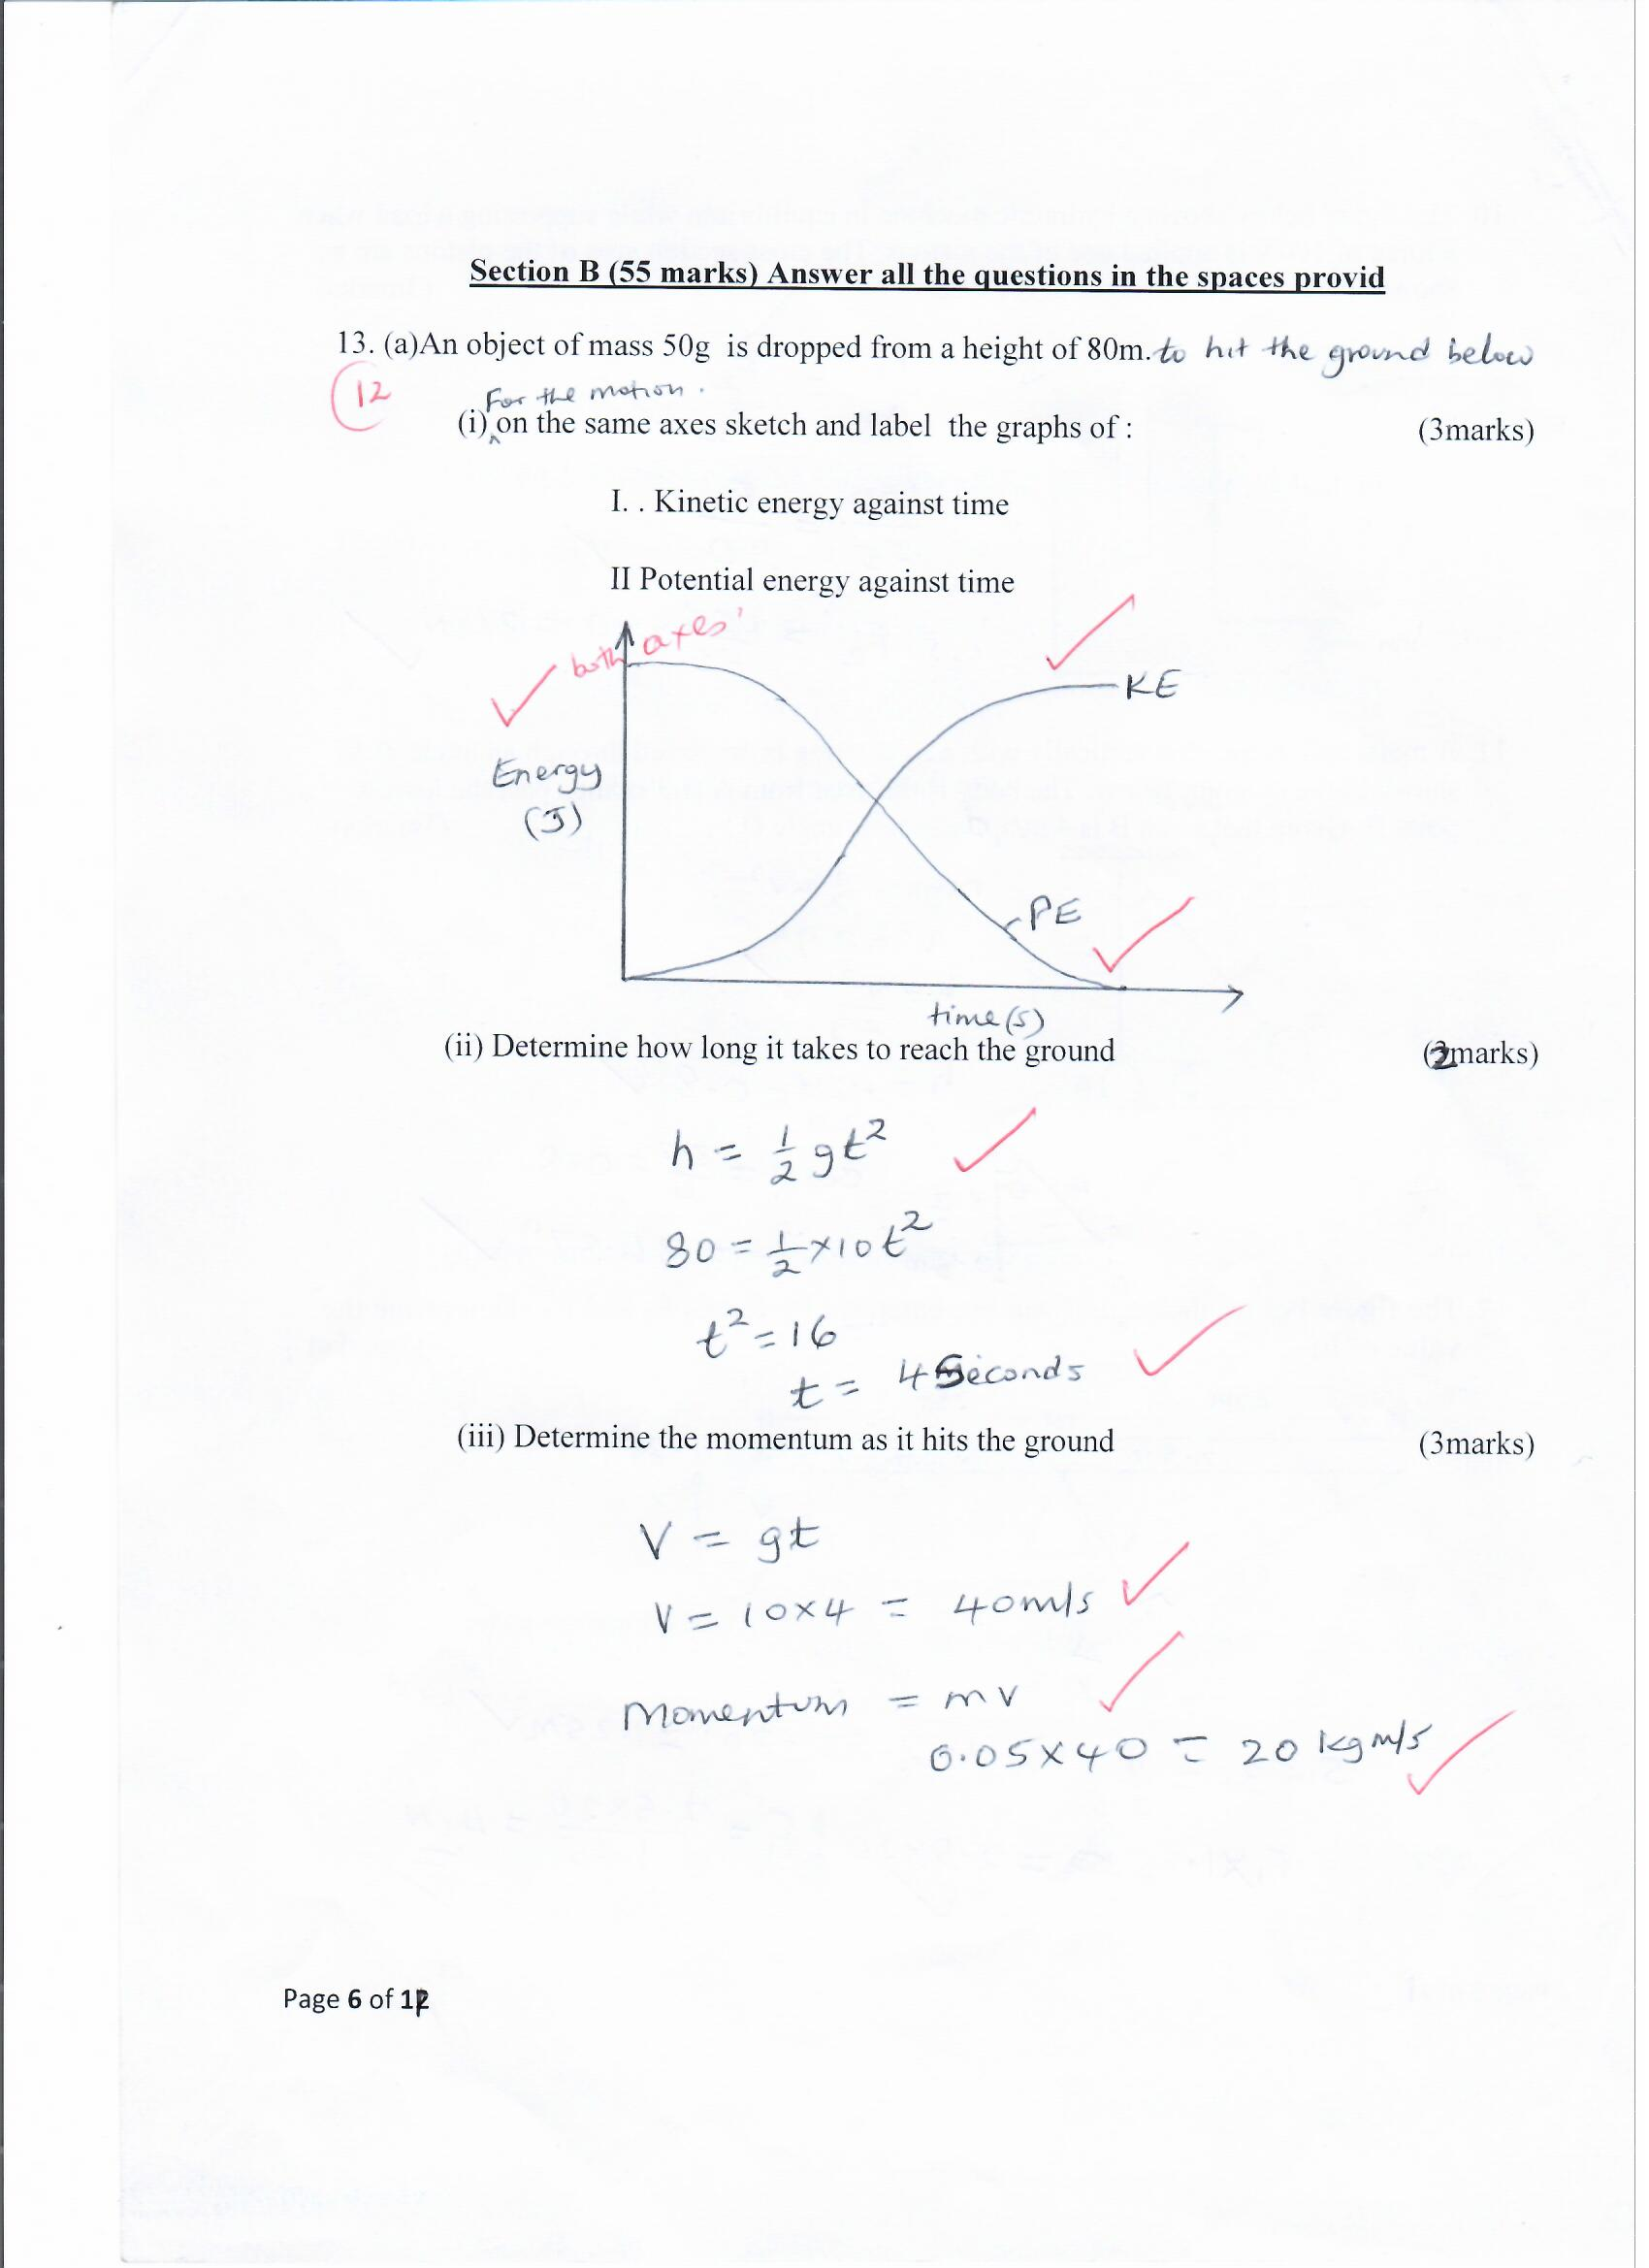 Section B (55 marks) Answer all the questions in the spaces provid
13. (a)An object of mass 50g is dropped from a height of 80m. to hit the ground below
12
For the motion.
(i) on the same axes sketch and label the graphs of : (3marks)
I. . Kinetic energy against time
II Potential energy against time
both axes
KE
Energy
(J)
PE
time(s)
(ii) Determine how long it takes to reach the ground (2marks)
h = 1/2 gt²
80 = 1/2 ×10t²
t² = 16
t = 4 Seconds
(iii) Determine the momentum as it hits the ground (3marks)
V = gt
V = 10×4 = 40m/s
Momentum = mv
0.05×40 = 20 kgm/s
Page 6 of 12